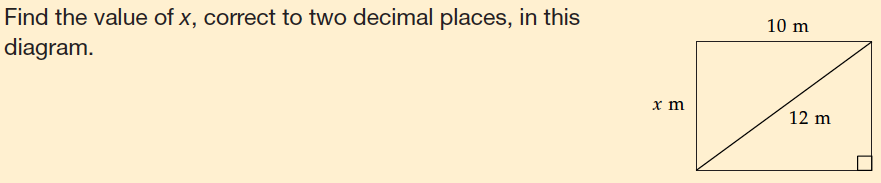 Find the value of x, correct to two decimal places, in this
diagram.
10 m
x m
12 m